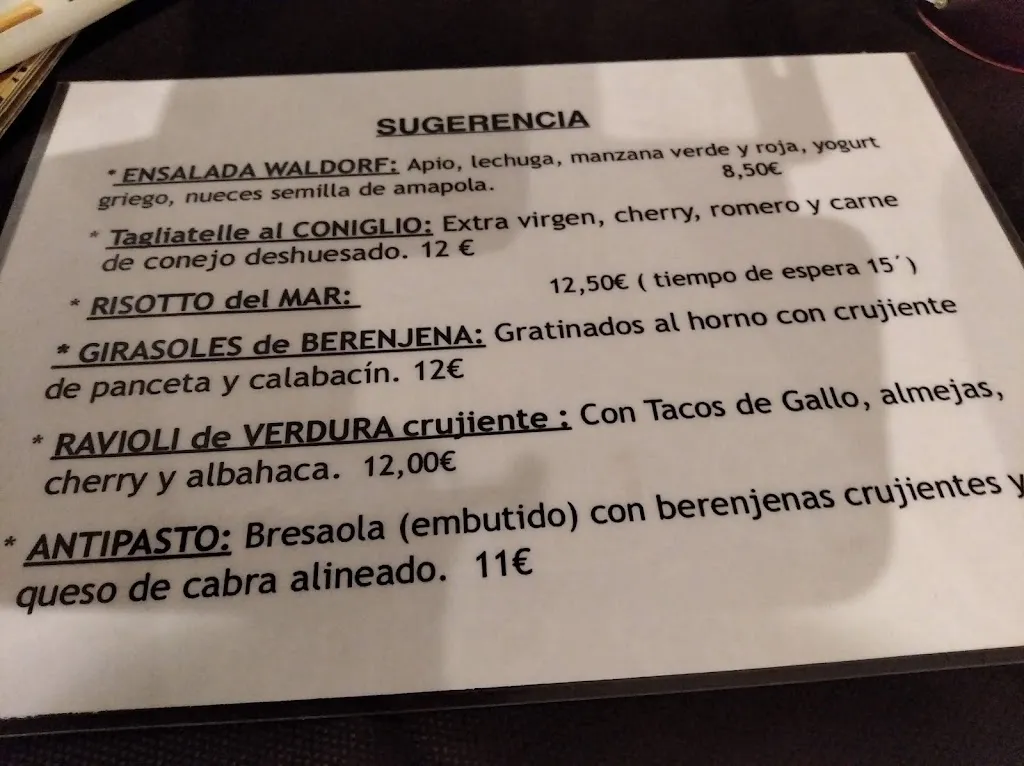 SUGERENCIA
* ENSALADA WALDORF: Apio, lechuga, manzana verde y roja, yogurt
griego, nueces semilla de amapola. 8,50€
* Tagliatelle al CONIGLIO: Extra virgen, cherry, romero y carne
de conejo deshuesado. 12 €
* RISOTTO del MAR: 12,50€ ( tiempo de espera 15´)
* GIRASOLES de BERENJENA: Gratinados al horno con crujiente
de panceta y calabacín. 12€
* RAVIOLI de VERDURA crujiente : Con Tacos de Gallo, almejas,
cherry y albahaca. 12,00€
* ANTIPASTO: Bresaola (embutido) con berenjenas crujientes y
queso de cabra alineado. 11€